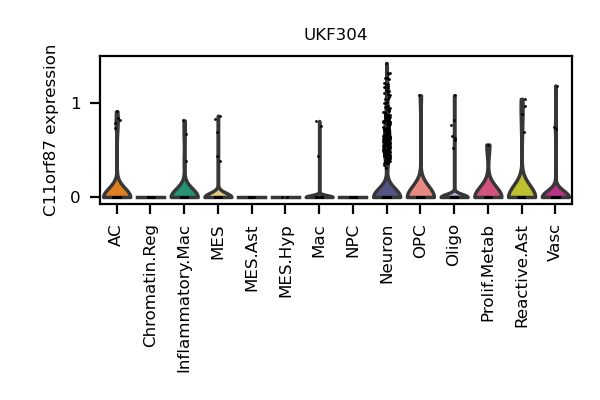 UKF304
C11orf87 expression
1
0
AC
Chromatin.Reg
Inflammatory.Mac
MES
MES.Ast
MES.Hyp
Mac
NPC
Neuron
OPC
Oligo
Prolif.Metab
Reactive.Ast
Vasc